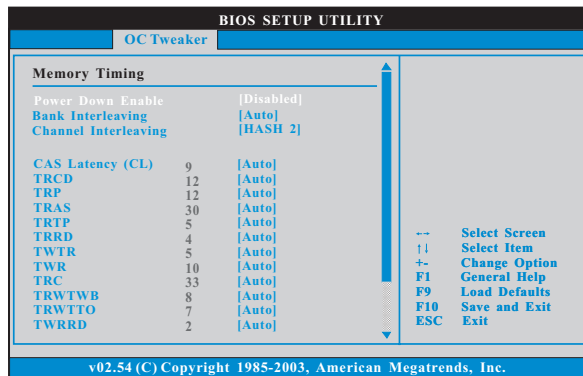 BIOS SETUP UTILITY
OC Tweaker
Memory Timing
Power Down Enable [Disabled]
Bank Interleaving [Auto]
Channel Interleaving [HASH 2]
CAS Latency (CL) 9 [Auto]
TRCD 12 [Auto]
TRP 12 [Auto]
TRAS 30 [Auto]
TRTP 5 [Auto]
TRRD 4 [Auto]
TWTR 5 [Auto]
TWR 10 [Auto]
TRC 33 [Auto]
TRWTWB 8 [Auto]
TRWTTO 7 [Auto]
TWRRD 2 [Auto]
←→ Select Screen
↑↓ Select Item
+- Change Option
F1 General Help
F9 Load Defaults
F10 Save and Exit
ESC Exit
v02.54 (C) Copyright 1985-2003, American Megatrends, Inc.